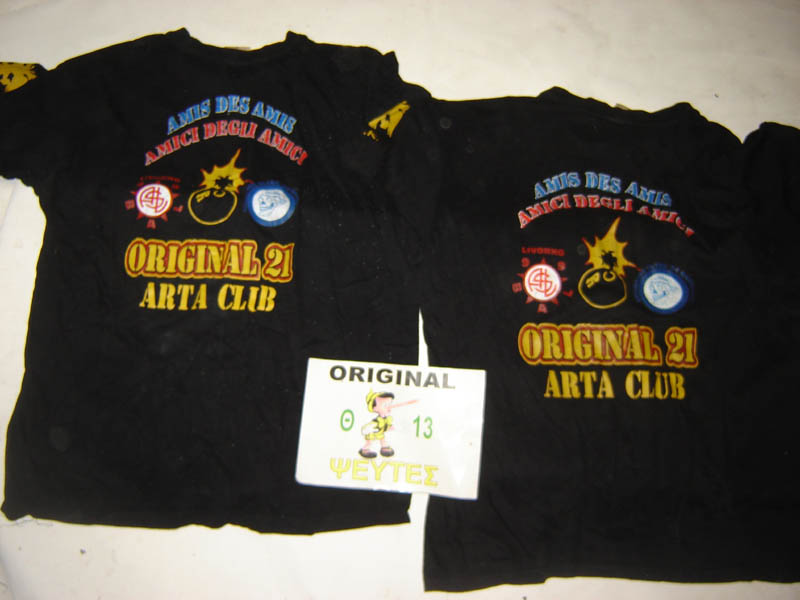 AMIS DES AMIS
AMICI DEGLI AMICI
LIVORNO
ORIGINAL 21
ARTA CLUB
AMIS DES AMIS
AMICI DEGLI AMICI
LIVORNO
ORIGINAL 21
ARTA CLUB
ORIGINAL
Θ 13
ΨΕΥΤΕΣ